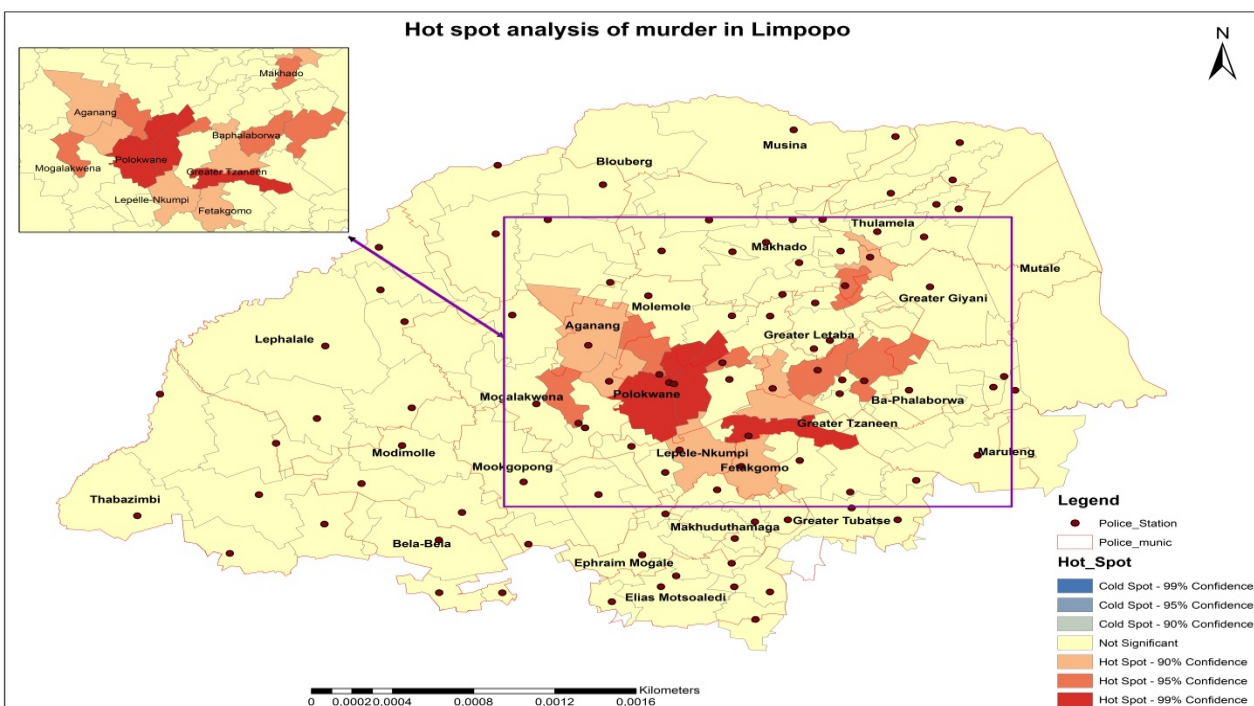 Hot spot analysis of murder in Limpopo
N
Makhado
Aganang
Baphalaborwa
Mogalakwena
Polokwane
Greater Tzaneen
Lepelle-Nkumpi
Fetakgomo
Musina
Blouberg
Thulamela
Makhado
Mutale
Greater Giyani
Molemole
Aganang
Lephalale
Greater Letaba
Mogalakwena
Polokwane
Ba-Phalaborwa
Greater Tzaneen
Modimolle
Lepele-Nkumpi
Maruleng
Mookgopong
Fetakgomo
Thabazimbi
Makhuduthamaga
Greater Tubatse
Bela-Bela
Ephraim Mogale
Elias Motsoaledi
Legend
Police_Station
Police_munic
Hot_Spot
Cold Spot - 99% Confidence
Cold Spot - 95% Confidence
Cold Spot - 90% Confidence
Not Significant
Hot Spot - 90% Confidence
Hot Spot - 95% Confidence
Hot Spot - 99% Confidence
Kilometers
0 0.0002 0.0004 0.0008 0.0012 0.0016